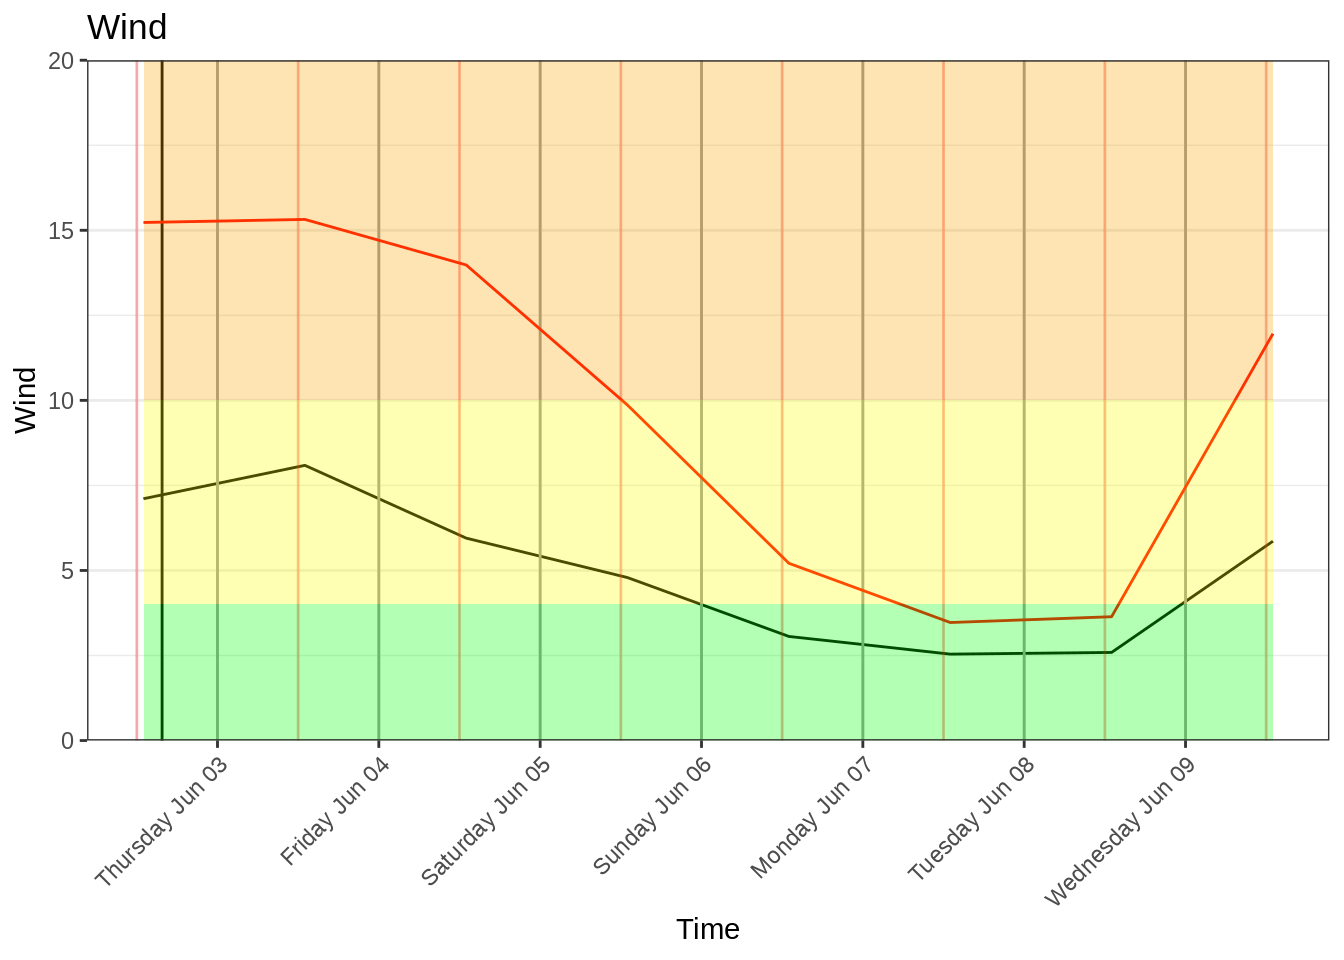 Wind
20
15
10
5
0
Wind
Thursday Jun 03
Friday Jun 04
Saturday Jun 05
Sunday Jun 06
Monday Jun 07
Tuesday Jun 08
Wednesday Jun 09
Time